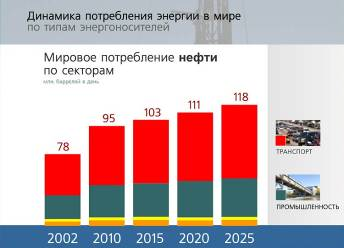 Динамика потребления энергии в мире
по типам энергоносителей
Мировое потребление нефти
по секторам
млн. баррелей в день
78
95
103
111
118
ТРАНСПОРТ
ПРОМЫШЛЕННОСТЬ
2002 2010 2015 2020 2025